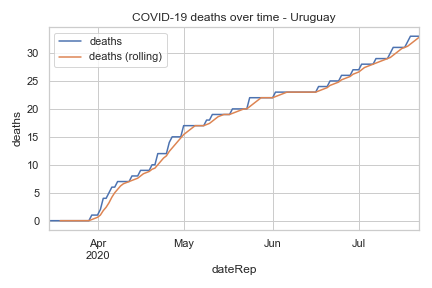 COVID-19 deaths over time - Uruguay
deaths
deaths (rolling)
30
25
20
15
10
5
0
deaths
Apr
2020
May
Jun
Jul
dateRep